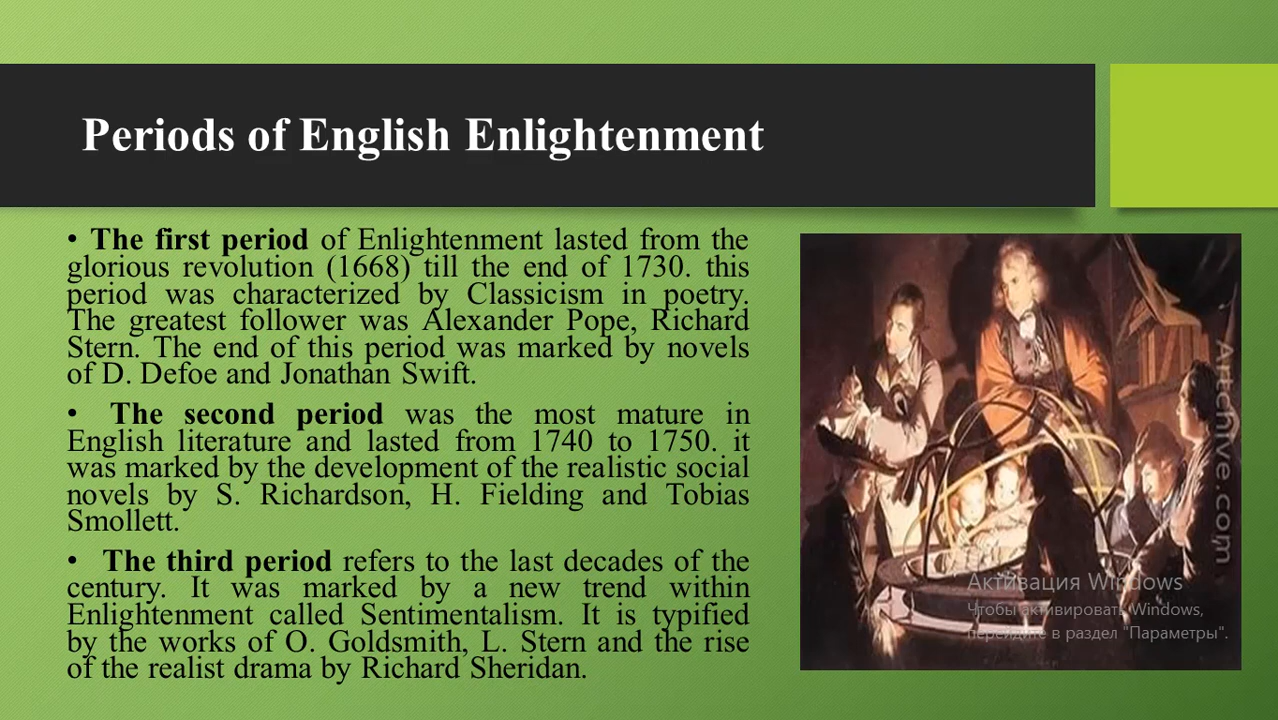 Periods of English Enlightenment
• The first period of Enlightenment lasted from the
glorious revolution (1668) till the end of 1730. this
period was characterized by Classicism in poetry.
The greatest follower was Alexander Pope, Richard
Stern. The end of this period was marked by novels
of D. Defoe and Jonathan Swift.
• The second period was the most mature in
English literature and lasted from 1740 to 1750. it
was marked by the development of the realistic social
novels by S. Richardson, H. Fielding and Tobias
Smollett.
• The third period refers to the last decades of the
century. It was marked by a new trend within
Enlightenment called Sentimentalism. It is typified
by the works of O. Goldsmith, L. Stern and the rise
of the realist drama by Richard Sheridan.
Artchive.com
Активация Windows
Чтобы активировать Windows,
перейдите в раздел "Параметры".